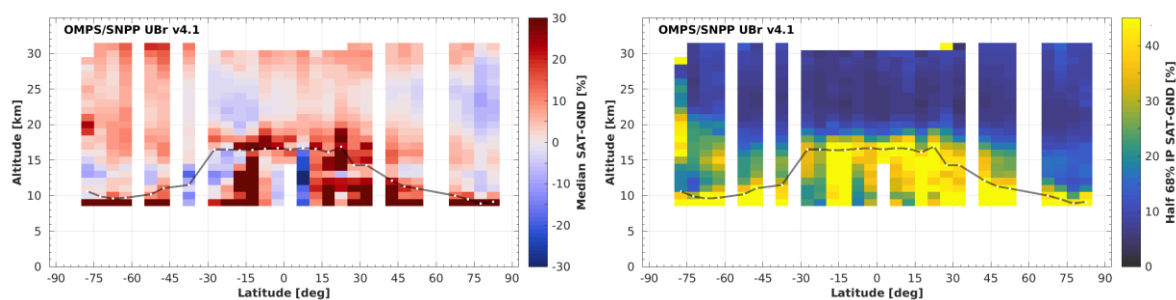 OMPS/SNPP UBr v4.1
Altitude [km]
30
25
20
15
10
5
0
-90 -75 -60 -45 -30 -15 0 15 30 45 60 75 90
Latitude [deg]
30
20
10
0
-10
-20
-30
Median SAT-GND [%]
OMPS/SNPP UBr v4.1
Altitude [km]
30
25
20
15
10
5
0
-90 -75 -60 -45 -30 -15 0 15 30 45 60 75 90
Latitude [deg]
40
30
20
10
0
Half 68% IP SAT-GND [%]